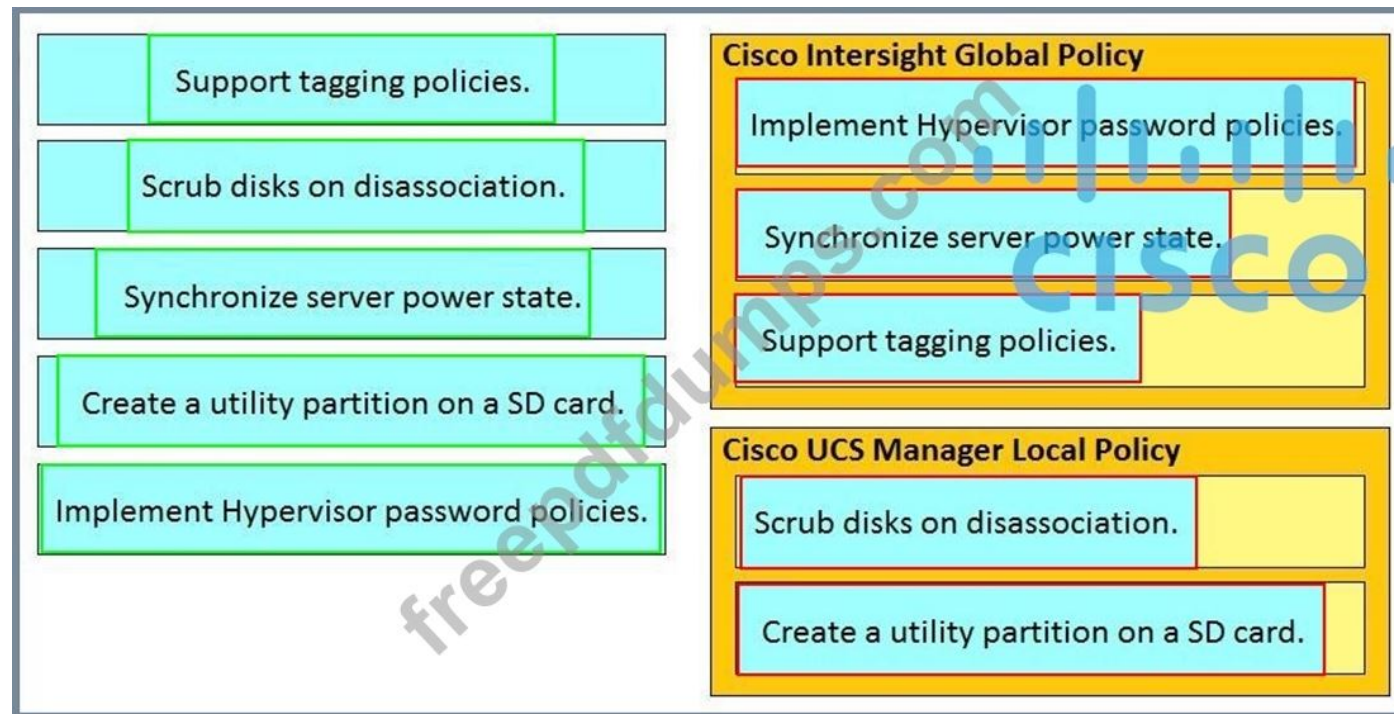 Support tagging policies.
Scrub disks on disassociation.
Synchronize server power state.
Create a utility partition on a SD card.
Implement Hypervisor password policies.
Cisco Intersight Global Policy
Implement Hypervisor password policies.
Synchronize server power state.
Support tagging policies.
Cisco UCS Manager Local Policy
Scrub disks on disassociation.
Create a utility partition on a SD card.
CISCO
freepdfdumps.com